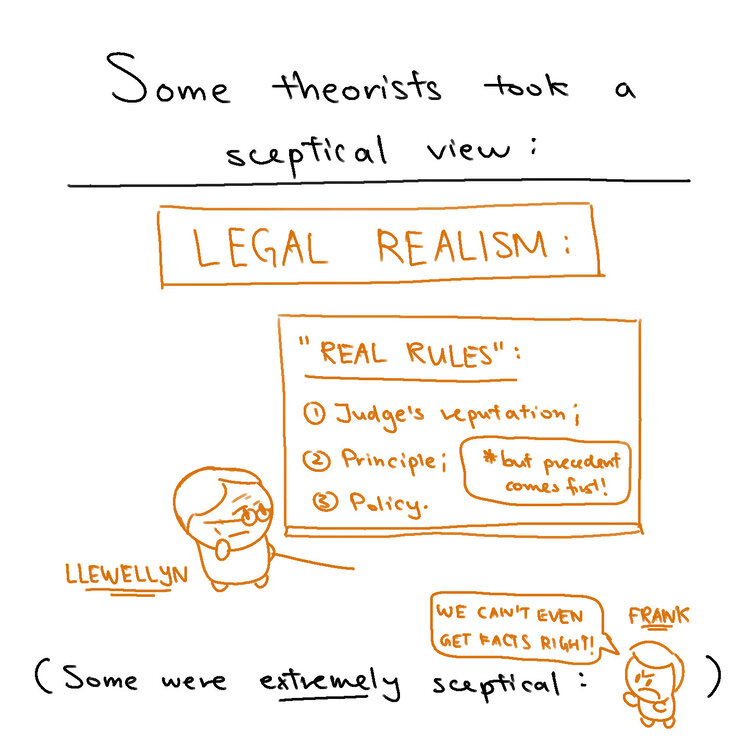 Some theorists took a
sceptical view:
LEGAL REALISM:
"REAL RULES":
① Judge's reputation;
② Principle;
*but precedent
comes first!
③ Policy.
LLEWELLYN
WE CAN'T EVEN
GET FACTS RIGHT!
FRANK
(Some were extremely sceptical: )